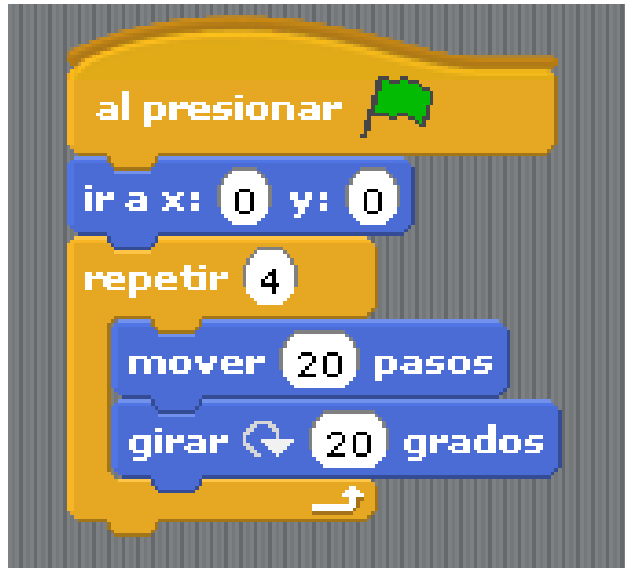 al presionar
ir a x: 0 y: 0
repetir 4
mover 20 pasos
girar 20 grados